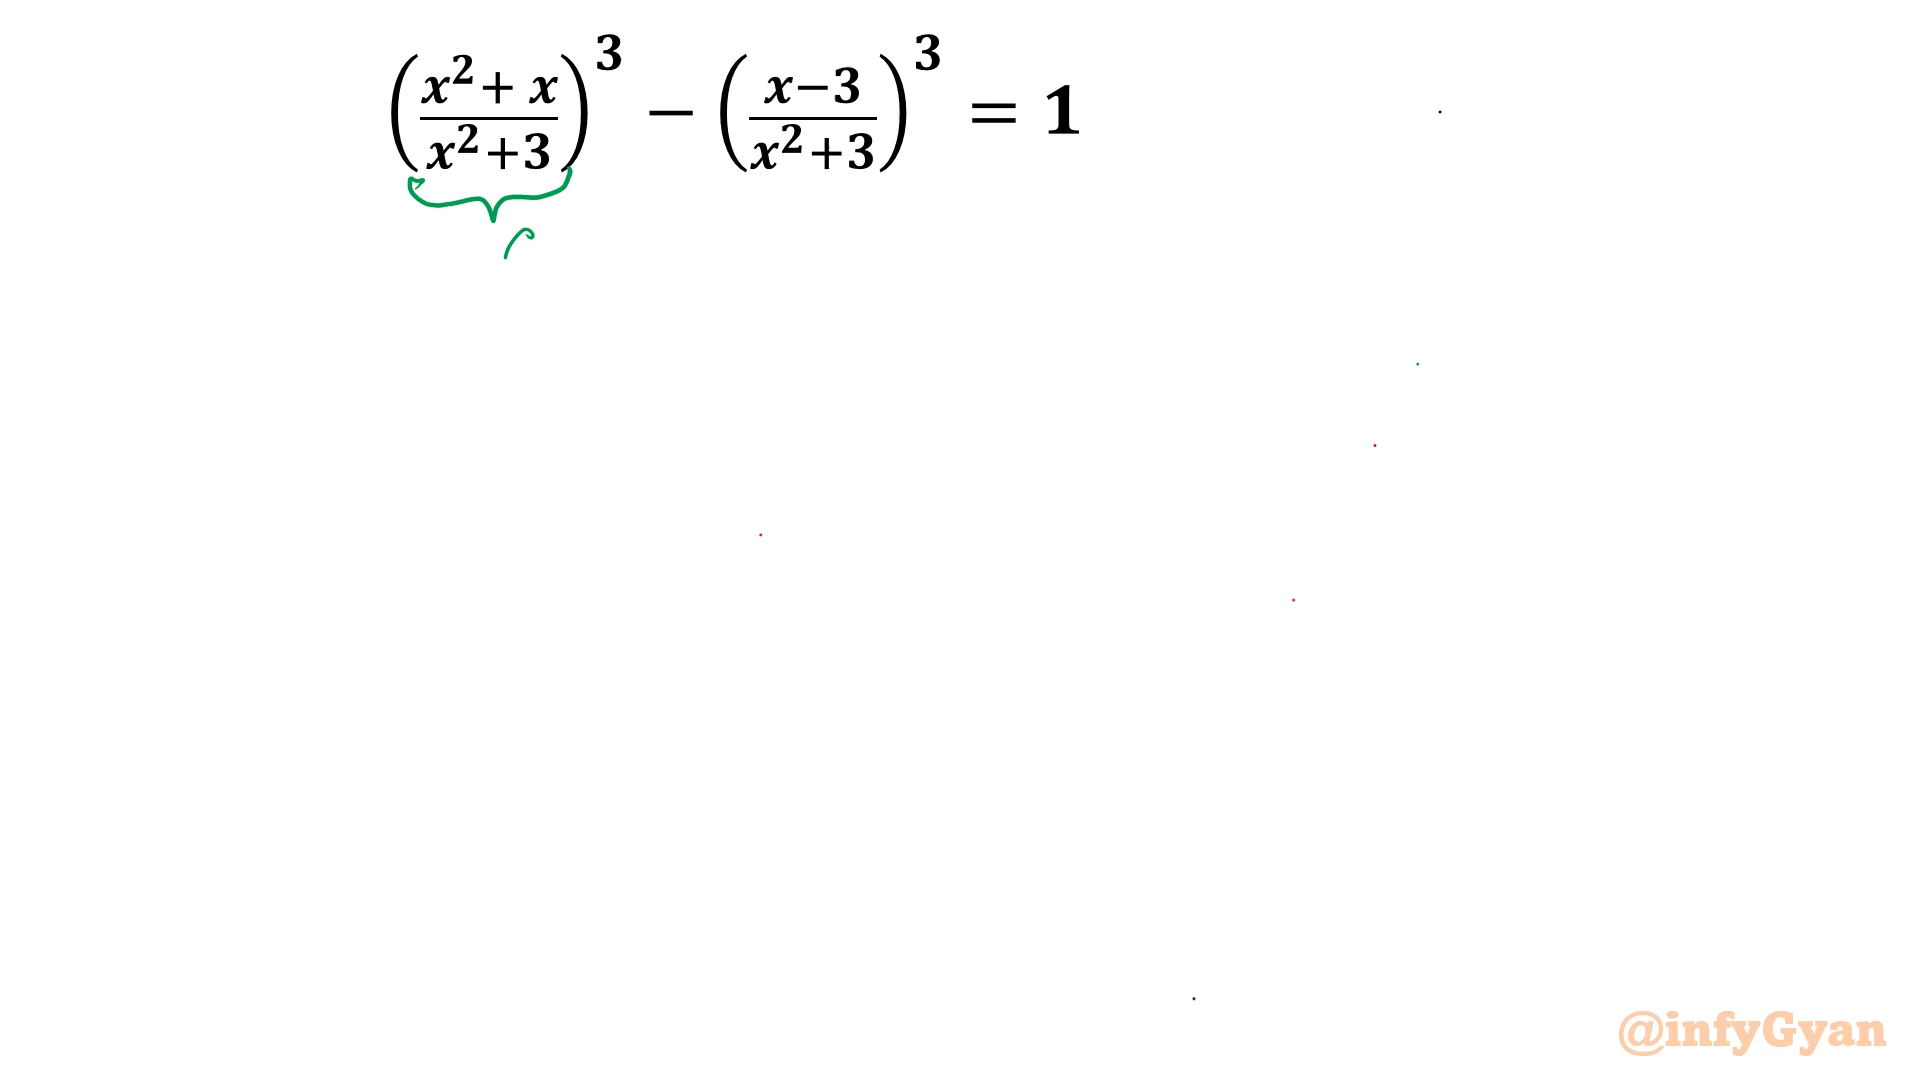 (x²+ x / x²+3)³ − (x−3 / x²+3)³ = 1
@infyGyan